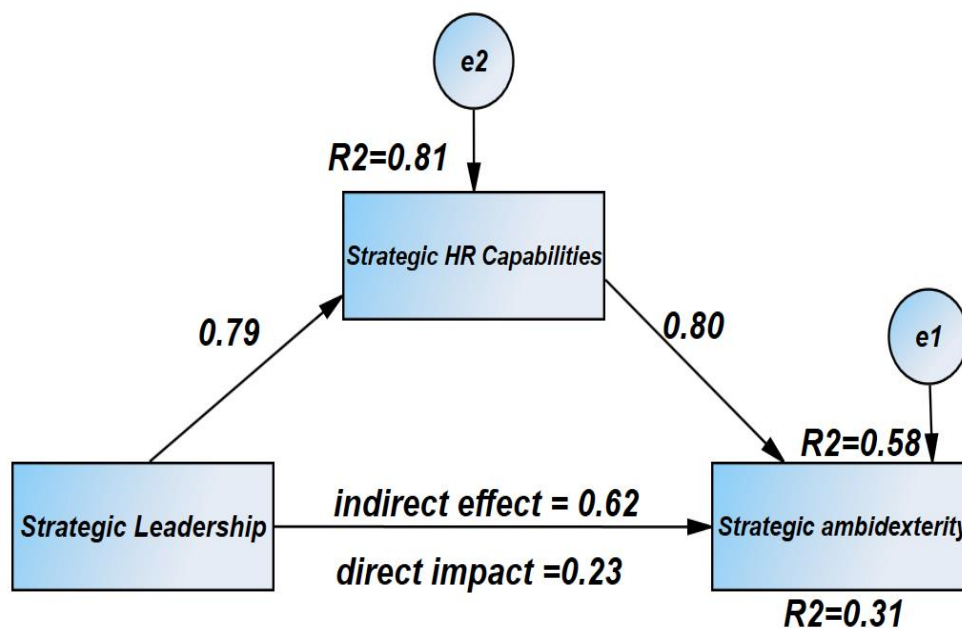 e2
R2=0.81
Strategic HR Capabilities
0.79
0.80
e1
R2=0.58
Strategic Leadership
indirect effect = 0.62
Strategic ambidexterity
direct impact =0.23
R2=0.31